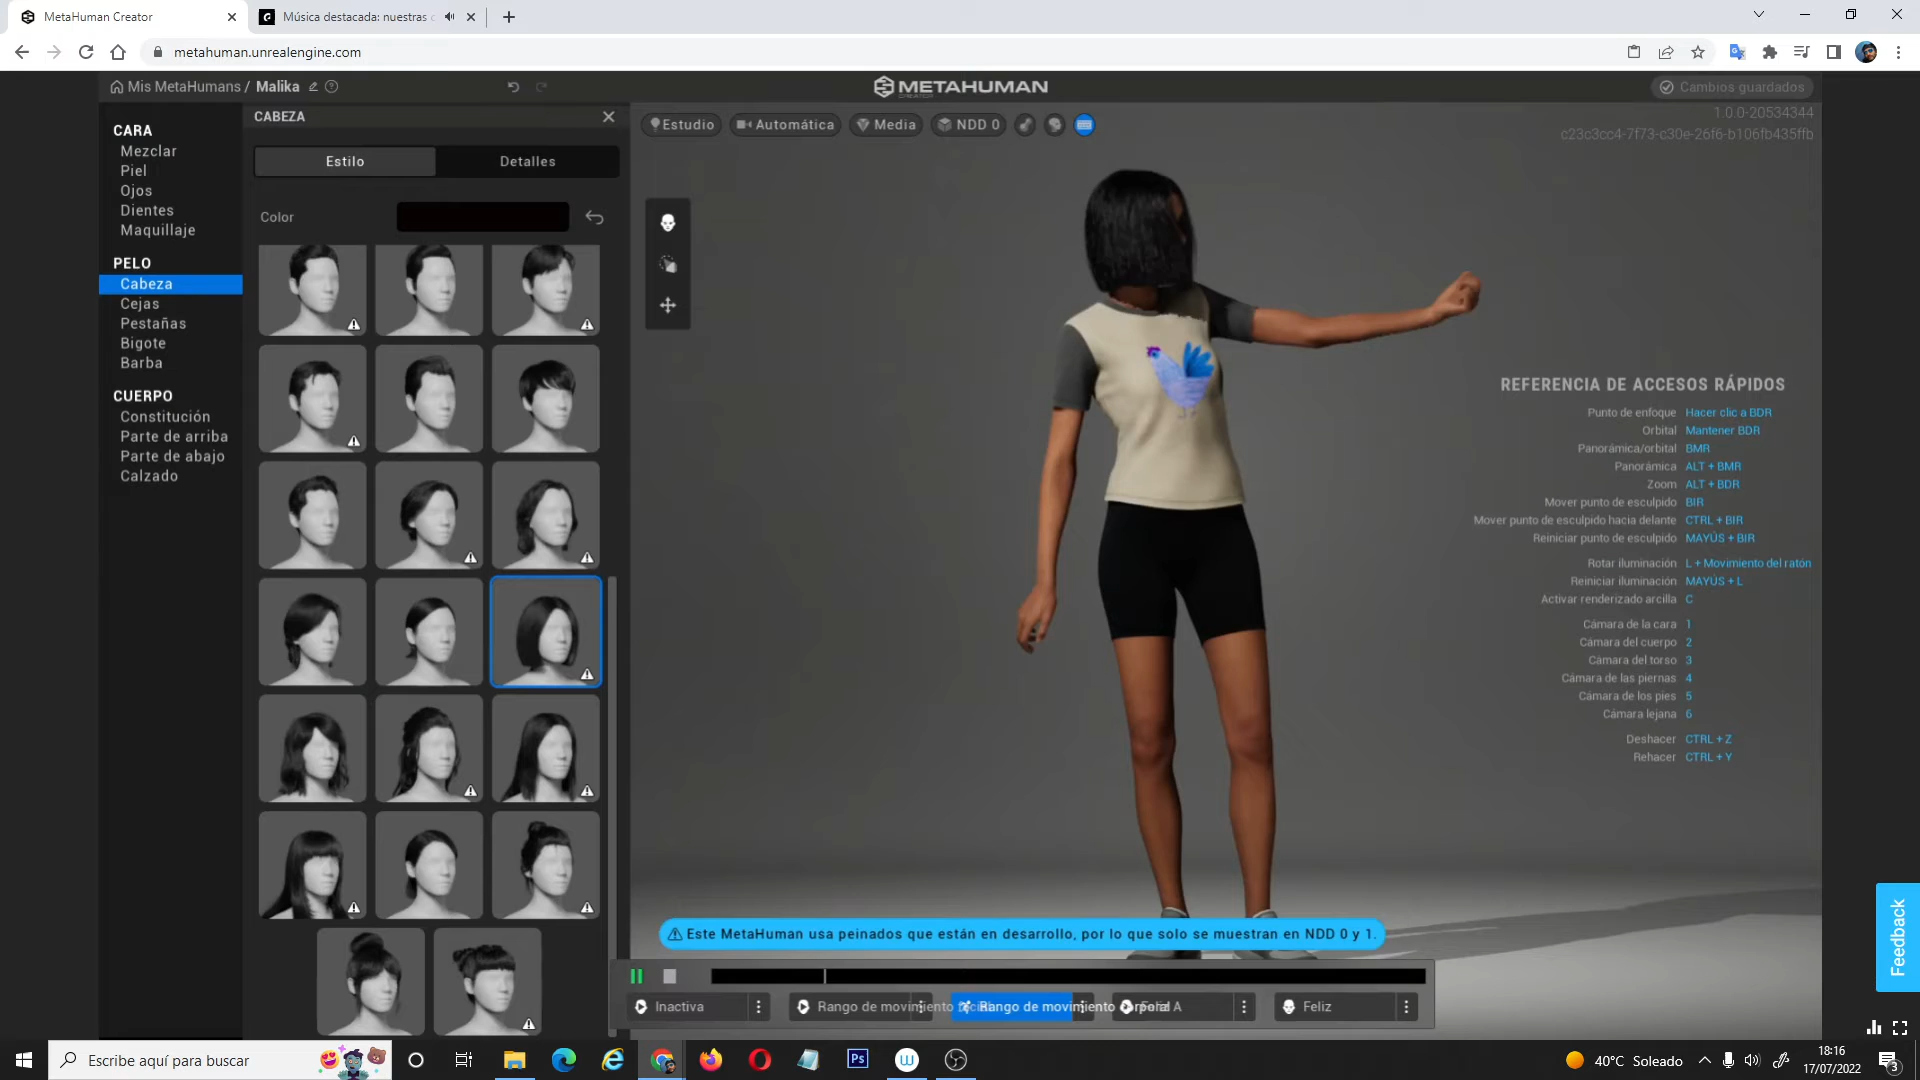 MetaHuman Creator
Música destacada: nuestras c
metahuman.unrealengine.com
Mis MetaHumans / Malika
METAHUMAN
CREATOR
Cambios guardados
1.0.0-20534344
c23c3cc4-7f73-c30e-26f6-b106fb435ffb
CARA
Mezclar
Piel
Ojos
Dientes
Maquillaje
PELO
Cabeza
Cejas
Pestañas
Bigote
Barba
CUERPO
Constitución
Parte de arriba
Parte de abajo
Calzado
CABEZA
Estilo
Detalles
Color
Estudio
Automática
Media
NDD 0
REFERENCIA DE ACCESOS RÁPIDOS
Punto de enfoque Hacer clic a BDR
Orbital Mantener BDR
Panorámica/orbital BMR
Panorámica ALT + BMR
Zoom ALT + BDR
Mover punto de esculpido BIR
Mover punto de esculpido hacia delante CTRL + BIR
Reiniciar punto de esculpido MAYÚS + BIR
Rotar iluminación L + Movimiento del ratón
Reiniciar iluminación MAYÚS + L
Activar renderizado arcilla C
Cámara de la cara 1
Cámara del cuerpo 2
Cámara del torso 3
Cámara de las piernas 4
Cámara de los pies 5
Cámara lejana 6
Deshacer CTRL + Z
Rehacer CTRL + Y
Feedback
Este MetaHuman usa peinados que están en desarrollo, por lo que solo se muestran en NDD 0 y 1.
Inactiva
Rango de movimiento
Rango de movimiento
A
Feliz
Escribe aquí para buscar
Ps
40°C Soleado
18:16
17/07/2022
3